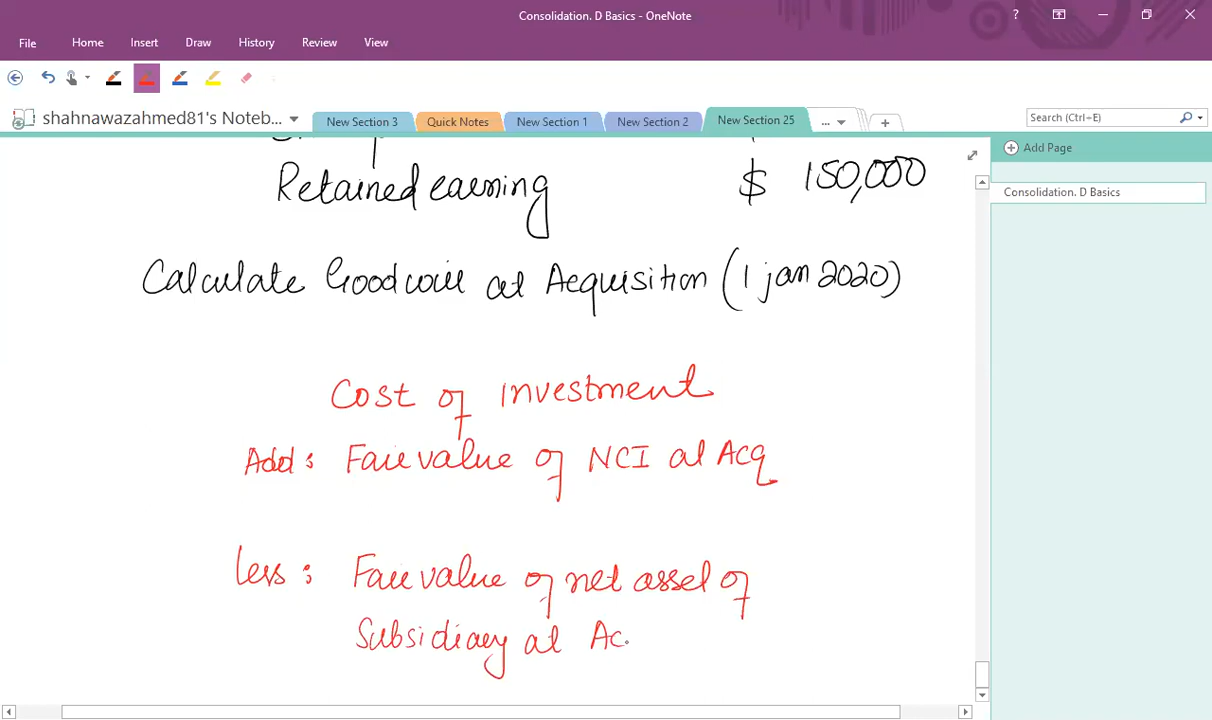 Consolidation. D Basics - OneNote
?
File Home Insert Draw History Review View
shahnawazahmed81's Noteb... New Section 3 Quick Notes New Section 1 New Section 2 New Section 25 ... Search (Ctrl+E)
Add Page
Consolidation. D Basics
Retained earning $ 150,000
Calculate Goodwill at Acquisition (1 jan 2020)
Cost of investment
Add: Fair value of NCI at Acq
Less: Fair value of net asset of
Subsidiary at Ac